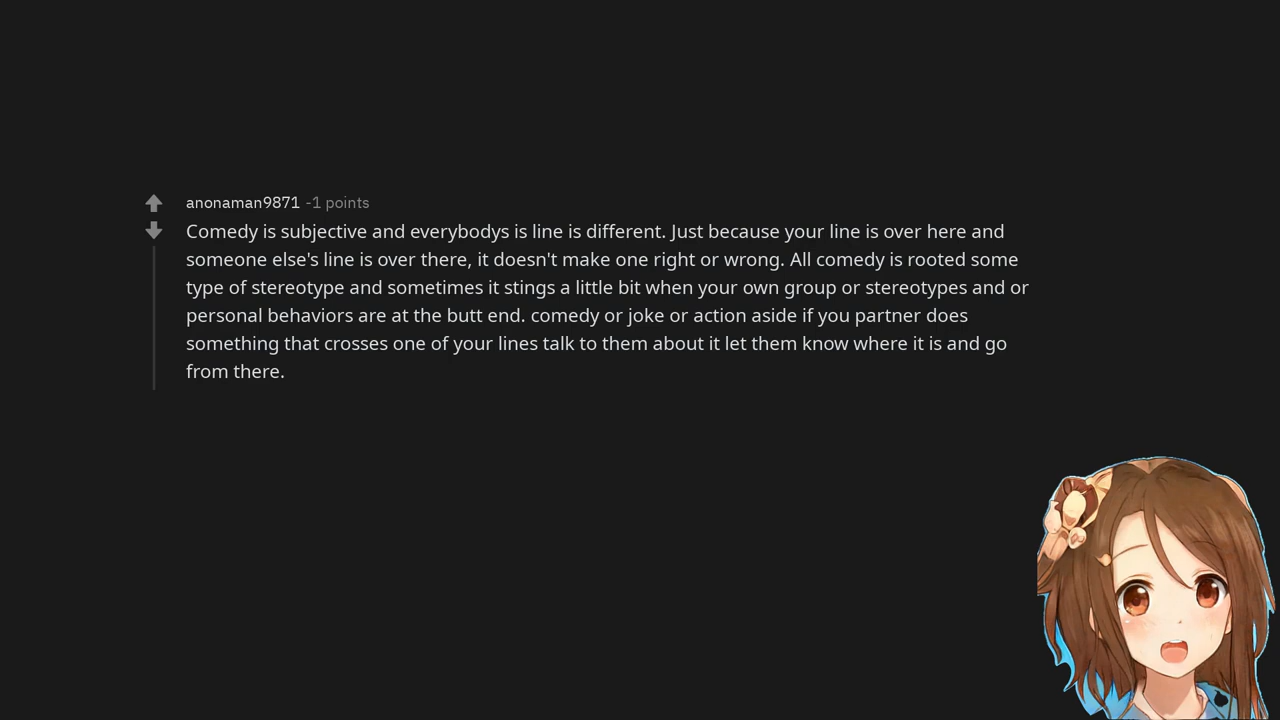 anonaman9871 -1 points
Comedy is subjective and everybodys is line is different. Just because your line is over here and
someone else's line is over there, it doesn't make one right or wrong. All comedy is rooted some
type of stereotype and sometimes it stings a little bit when your own group or stereotypes and or
personal behaviors are at the butt end. comedy or joke or action aside if you partner does
something that crosses one of your lines talk to them about it let them know where it is and go
from there.